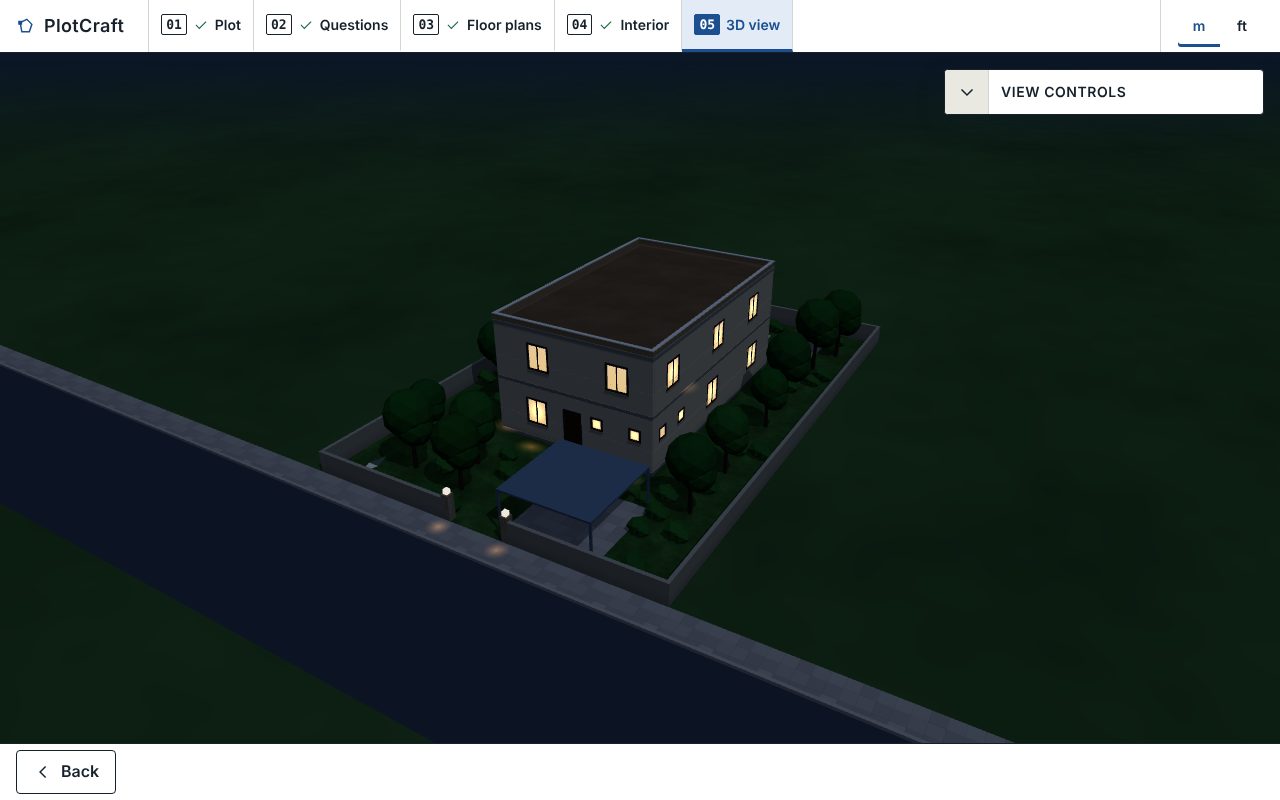 PlotCraft
01 Plot
02 Questions
03 Floor plans
04 Interior
05 3D view
m ft
VIEW CONTROLS
Back